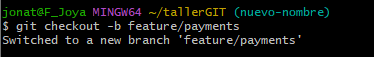 jonat@F_Joya MINGW64 ~/tallerGIT (nuevo-nombre)
$ git checkout -b feature/payments
Switched to a new branch 'feature/payments'